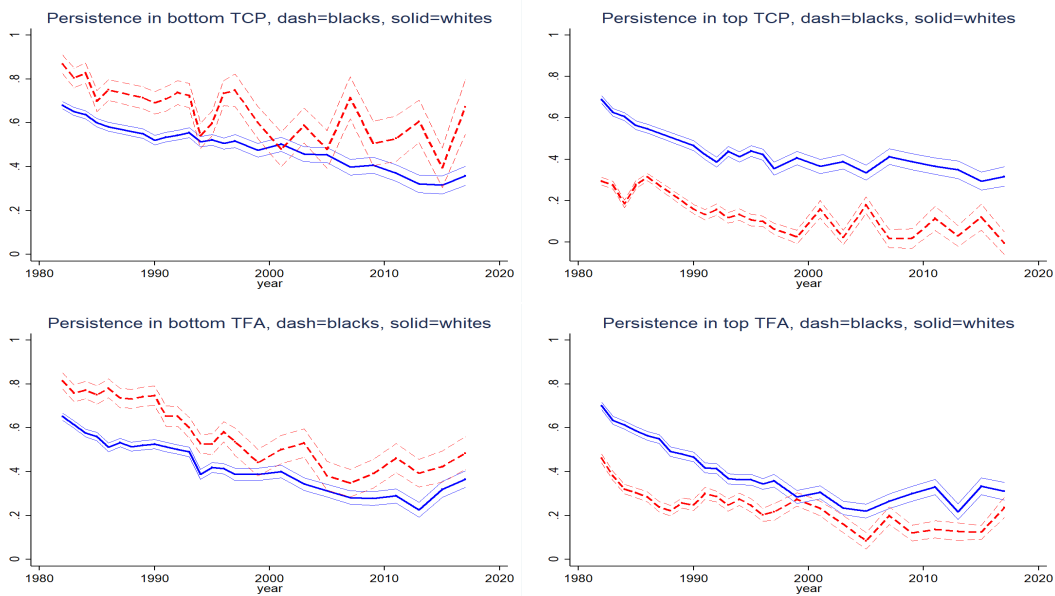 Persistence in bottom TCP, dash=blacks, solid=whites
1
.8
.6
.4
.2
0
1980 1990 2000 2010 2020
year
Persistence in top TCP, dash=blacks, solid=whites
1
.8
.6
.4
.2
0
1980 1990 2000 2010 2020
year
Persistence in bottom TFA, dash=blacks, solid=whites
1
.8
.6
.4
.2
0
1980 1990 2000 2010 2020
year
Persistence in top TFA, dash=blacks, solid=whites
1
.8
.6
.4
.2
0
1980 1990 2000 2010 2020
year